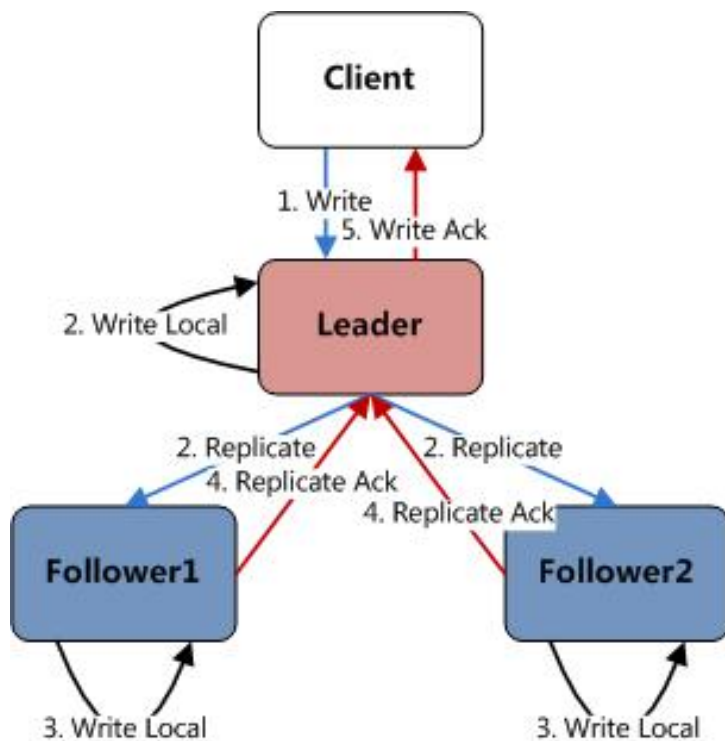 Client
1. Write
5. Write Ack
Leader
2. Write Local
2. Replicate
2. Replicate
4. Replicate Ack
4. Replicate Ack
Follower1
Follower2
3. Write Local
3. Write Local